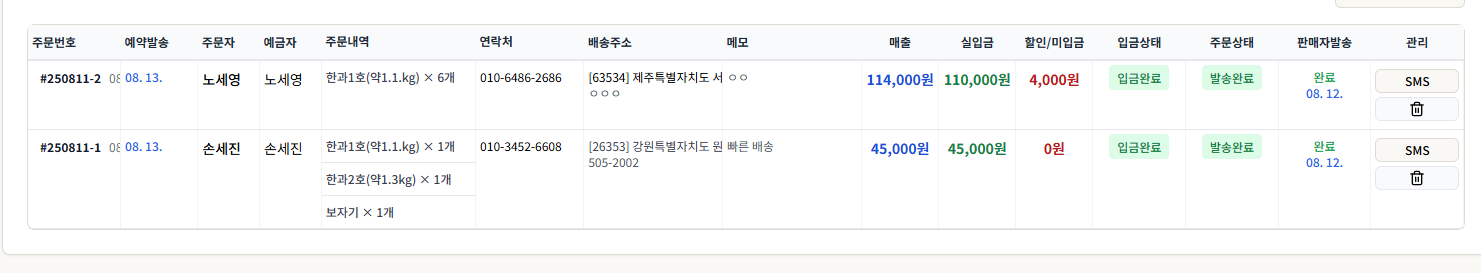 주문번호 예약발송 주문자 예금자 주문내역 연락처 배송주소 메모 매출 실입금 할인/미입금 입금상태 주문상태 판매자발송 관리
#250811-2 08 08. 13. 노세영 노세영 한과1호(약1.1.kg) × 6개 010-6486-2686 [63534] 제주특별자치도 서 ㅇㅇ 114,000원 110,000원 4,000원 입금완료 발송완료 완료 SMS
ㅇㅇㅇ 08. 12.
#250811-1 08 08. 13. 손세진 손세진 한과1호(약1.1.kg) × 1개 010-3452-6608 [26353] 강원특별자치도 원 빠른 배송 45,000원 45,000원 0원 입금완료 발송완료 완료 SMS
505-2002 08. 12.
한과2호(약1.3kg) × 1개
보자기 × 1개